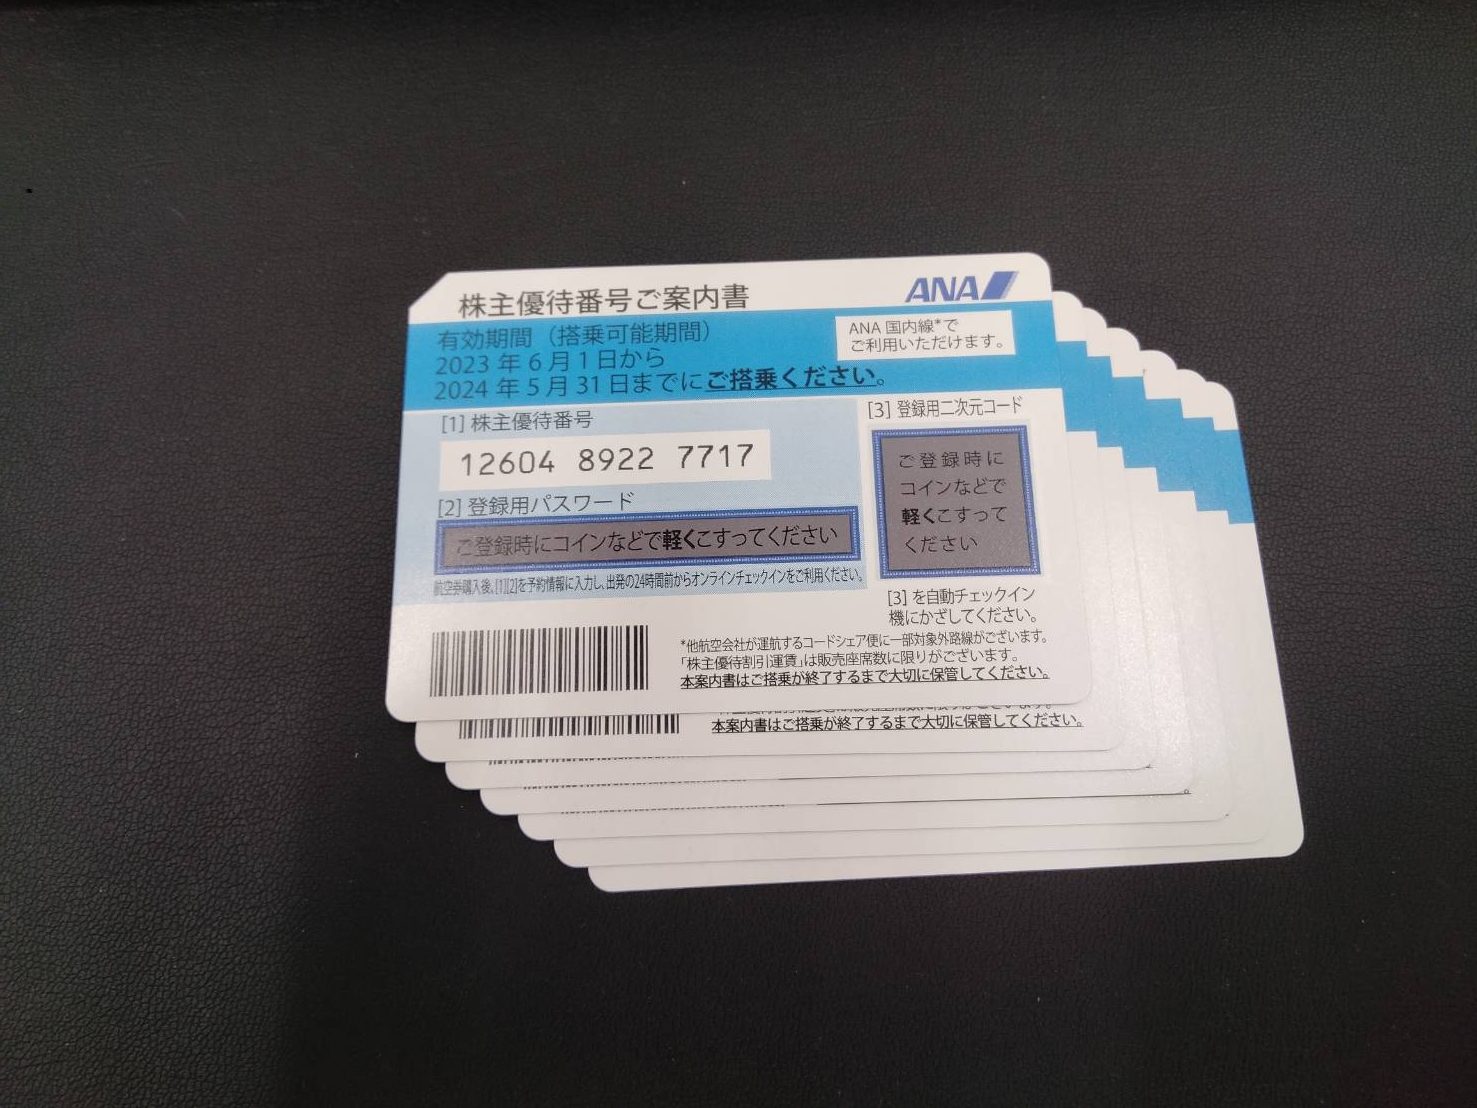 株主優待番号ご案内書
ANA
有効期間（搭乗可能期間）
2023 年 6 月 1 日から
2024 年 5 月 31 日までにご搭乗ください。
ANA 国内線*で
ご利用いただけます。
[1] 株主優待番号
12604 8922 7717
[2] 登録用パスワード
ご登録時にコインなどで軽くこすってください
航空券購入後、[1][2]を予約情報に入力し、出発の24時間前からオンラインチェックインをご利用ください。
[3] 登録用二次元コード
ご登録時に
コインなどで
軽くこすって
ください
[3] を自動チェックイン
機にかざしてください。
*他航空会社が運航するコードシェア便に一部対象外路線がございます。
「株主優待割引運賃」は販売座席数に限りがございます。
本案内書はご搭乗が終了するまで大切に保管してください。
本案内書はご搭乗が終了するまで大切に保管してください。